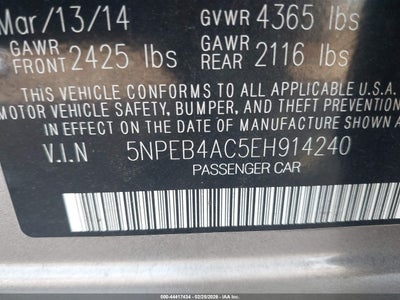 Mar/13/14 GVWR 4365 lbs
GAWR FRONT 2425 lbs GAWR REAR 2116 lbs
THIS VEHICLE CONFORMS TO ALL APPLICABLE U.S.A.
MOTOR VEHICLE SAFETY, BUMPER, AND THEFT PREVENTION
IN EFFECT ON THE DATE OF MANUFACTURE SHOWN
V.I.N 5NPEB4AC5EH914240
PASSENGER CAR
500-44417434 | 02/25/2026 | IAA Inc.